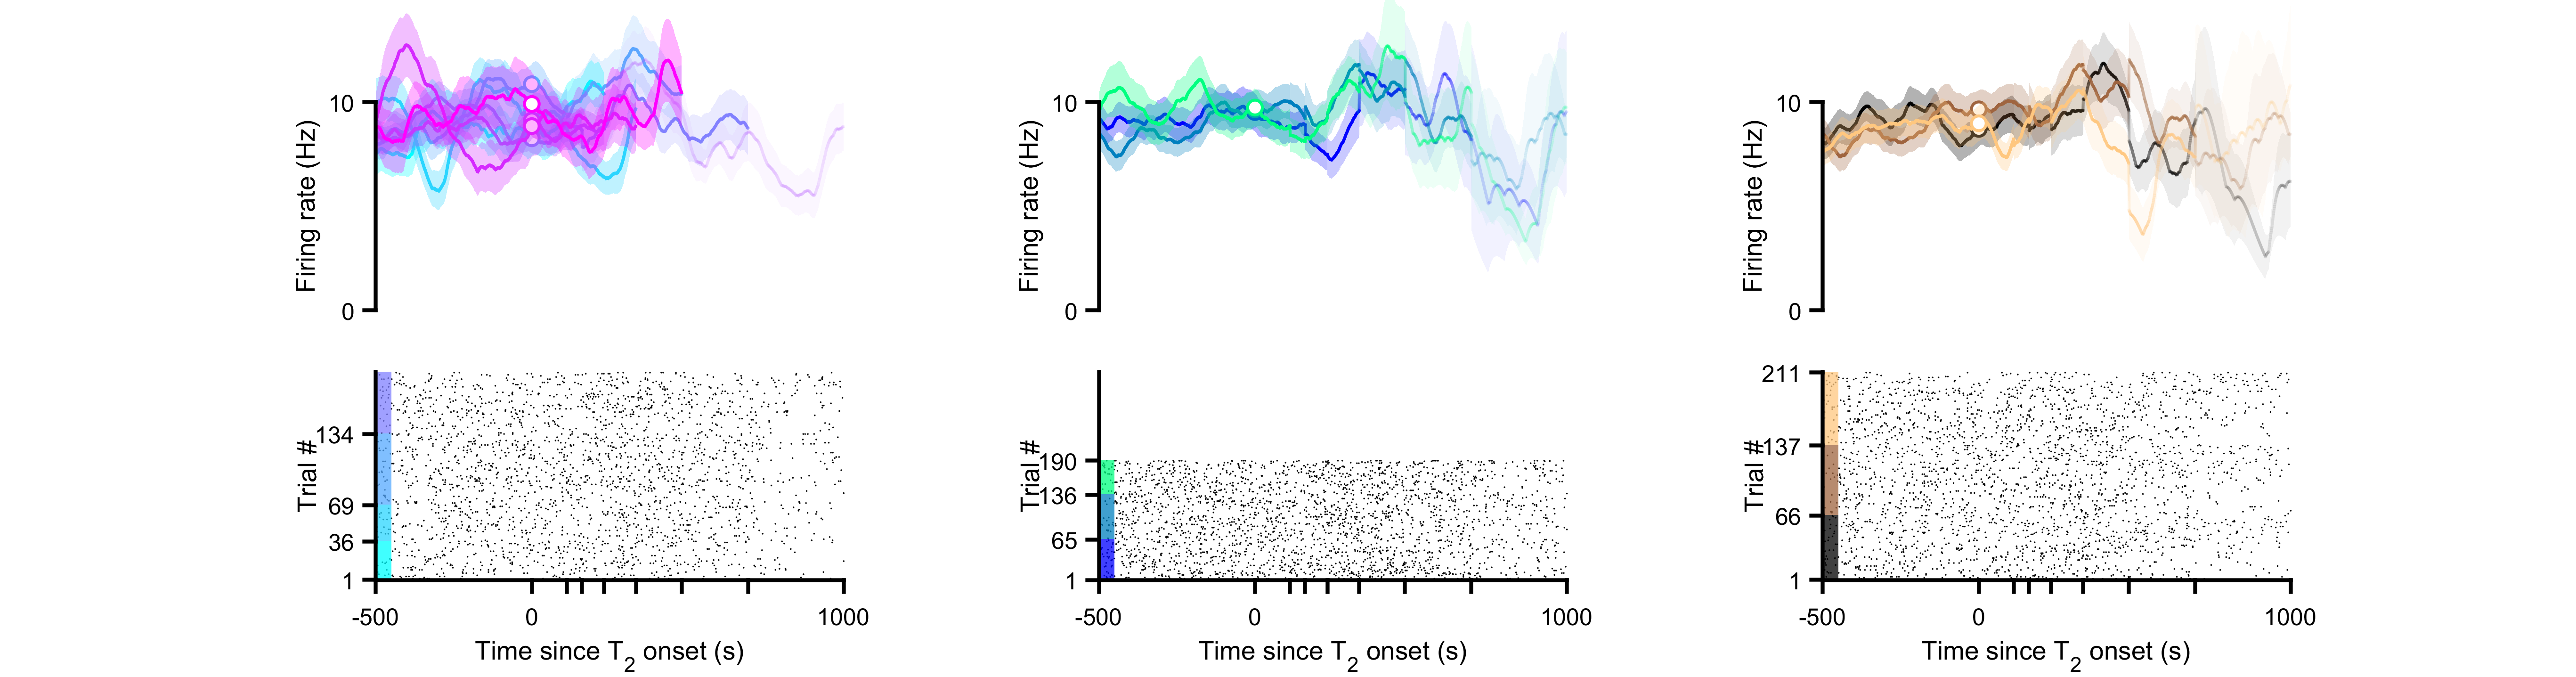 10
0
Firing rate (Hz)
10
0
Firing rate (Hz)
10
0
Firing rate (Hz)
134
69
36
1
Trial #
-500 0 1000
Time since T2 onset (s)
190
136
65
1
Trial #
-500 0 1000
Time since T2 onset (s)
211
137
66
1
Trial #
-500 0 1000
Time since T2 onset (s)